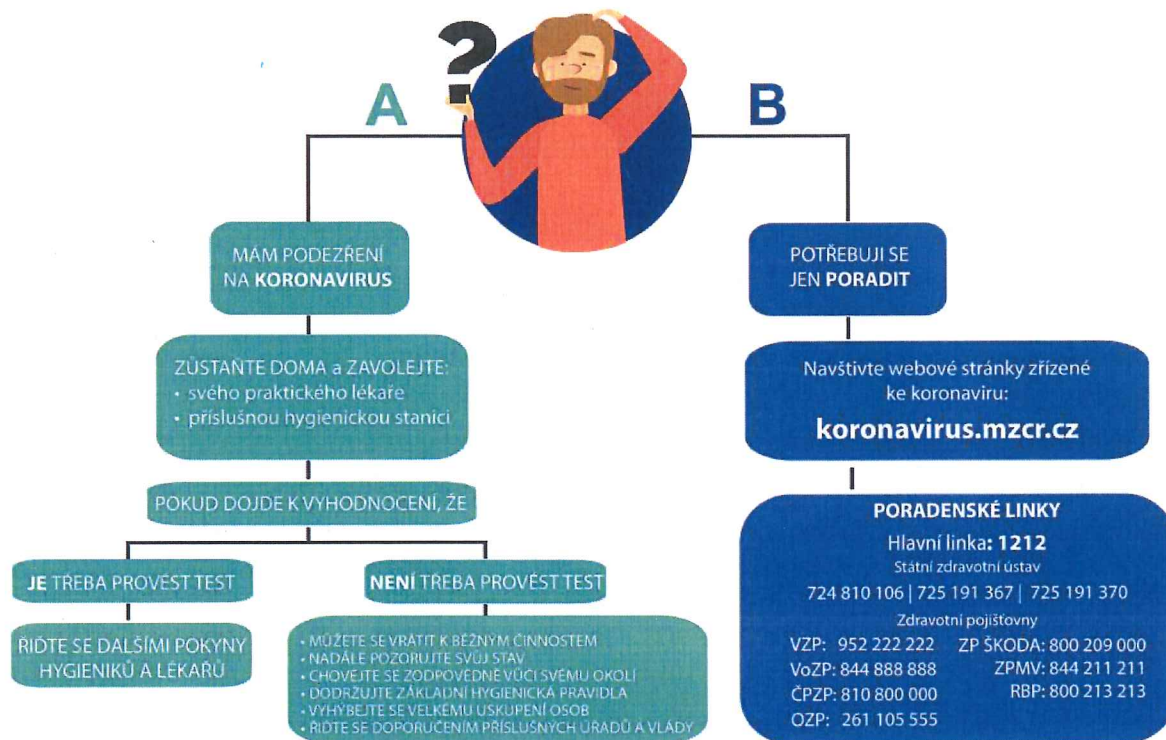 ?
A
B
MÁM PODEZŘENÍ
NA KORONAVIRUS
ZŮSTAŇTE DOMA a ZAVOLEJTE:
• svého praktického lékaře
• příslušnou hygienickou stanici
POKUD DOJDE K VYHODNOCENÍ, ŽE
JE TŘEBA PROVÉST TEST
ŘIĎTE SE DALŠÍMI POKYNY
HYGIENIKŮ A LÉKAŘŮ
NENÍ TŘEBA PROVÉST TEST
• MŮŽETE SE VRÁTIT K BĚŽNÝM ČINNOSTEM
• NADÁLE POZORUJTE SVŮJ STAV
• CHOVEJTE SE ZODPOVĚDNĚ VŮČI SVÉMU OKOLÍ
• DODRŽUJTE ZÁKLADNÍ HYGIENICKÁ PRAVIDLA
• VYHÝBEJTE SE VELKÉMU USKUPENÍ OSOB
• ŘIĎTE SE DOPORUČENÍM PŘÍSLUŠNÝCH ÚŘADŮ A VLÁDY
POTŘEBUJI SE
JEN PORADIT
Navštivte webové stránky zřízené
ke koronaviru:
koronavirus.mzcr.cz
PORADENSKÉ LINKY
Hlavní linka: 1212
Státní zdravotní ústav
724 810 106 | 725 191 367 | 725 191 370
Zdravotní pojišťovny
VZP: 952 222 222 ZP ŠKODA: 800 209 000
VoZP: 844 888 888 ZPMV: 844 211 211
ČPZP: 810 800 000 RBP: 800 213 213
OZP: 261 105 555